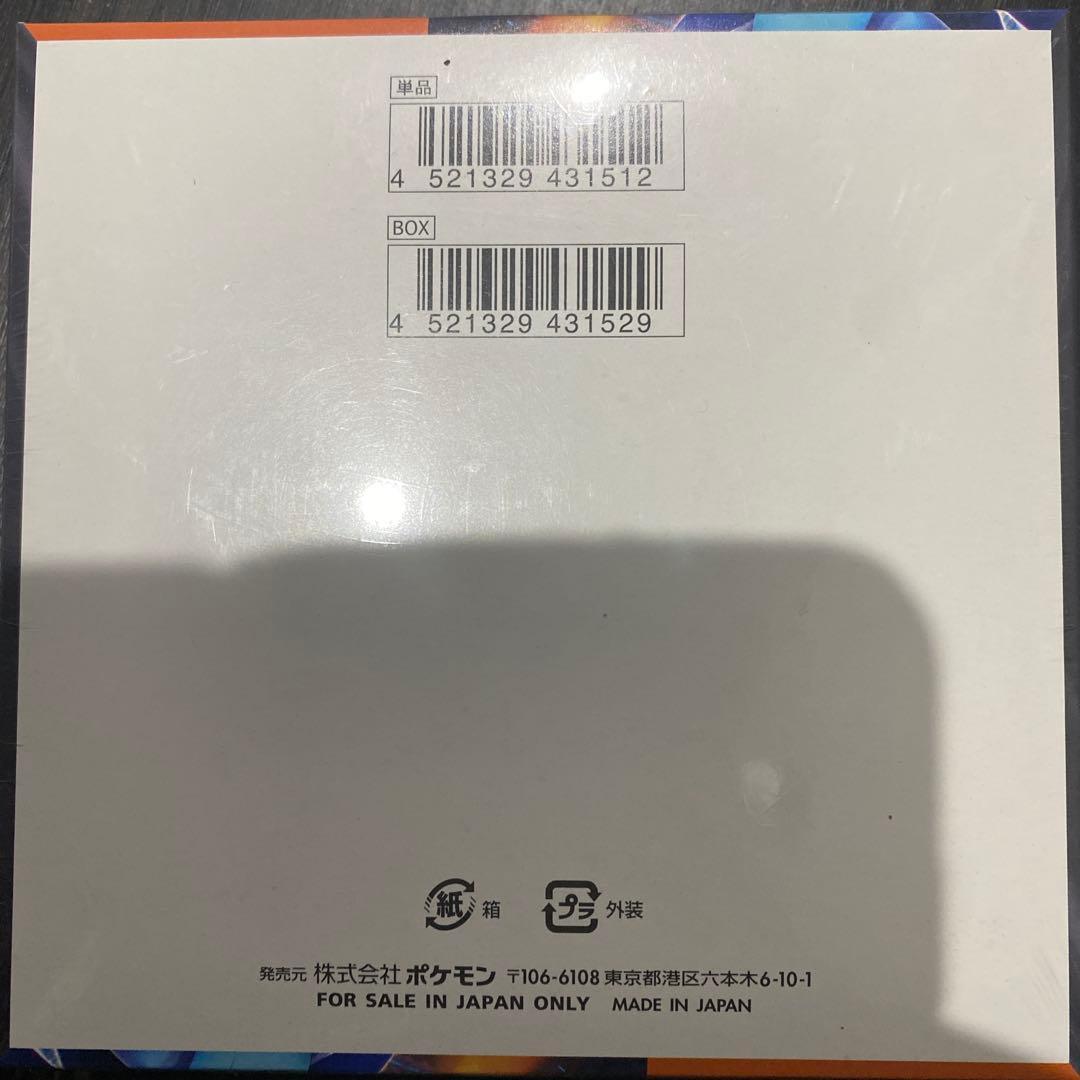 単品
4 521329 431512
BOX
4 521329 431529
紙 箱 プラ 外装
発売元 株式会社 ポケモン 〒106-6108 東京都港区六本木6-10-1
FOR SALE IN JAPAN ONLY MADE IN JAPAN